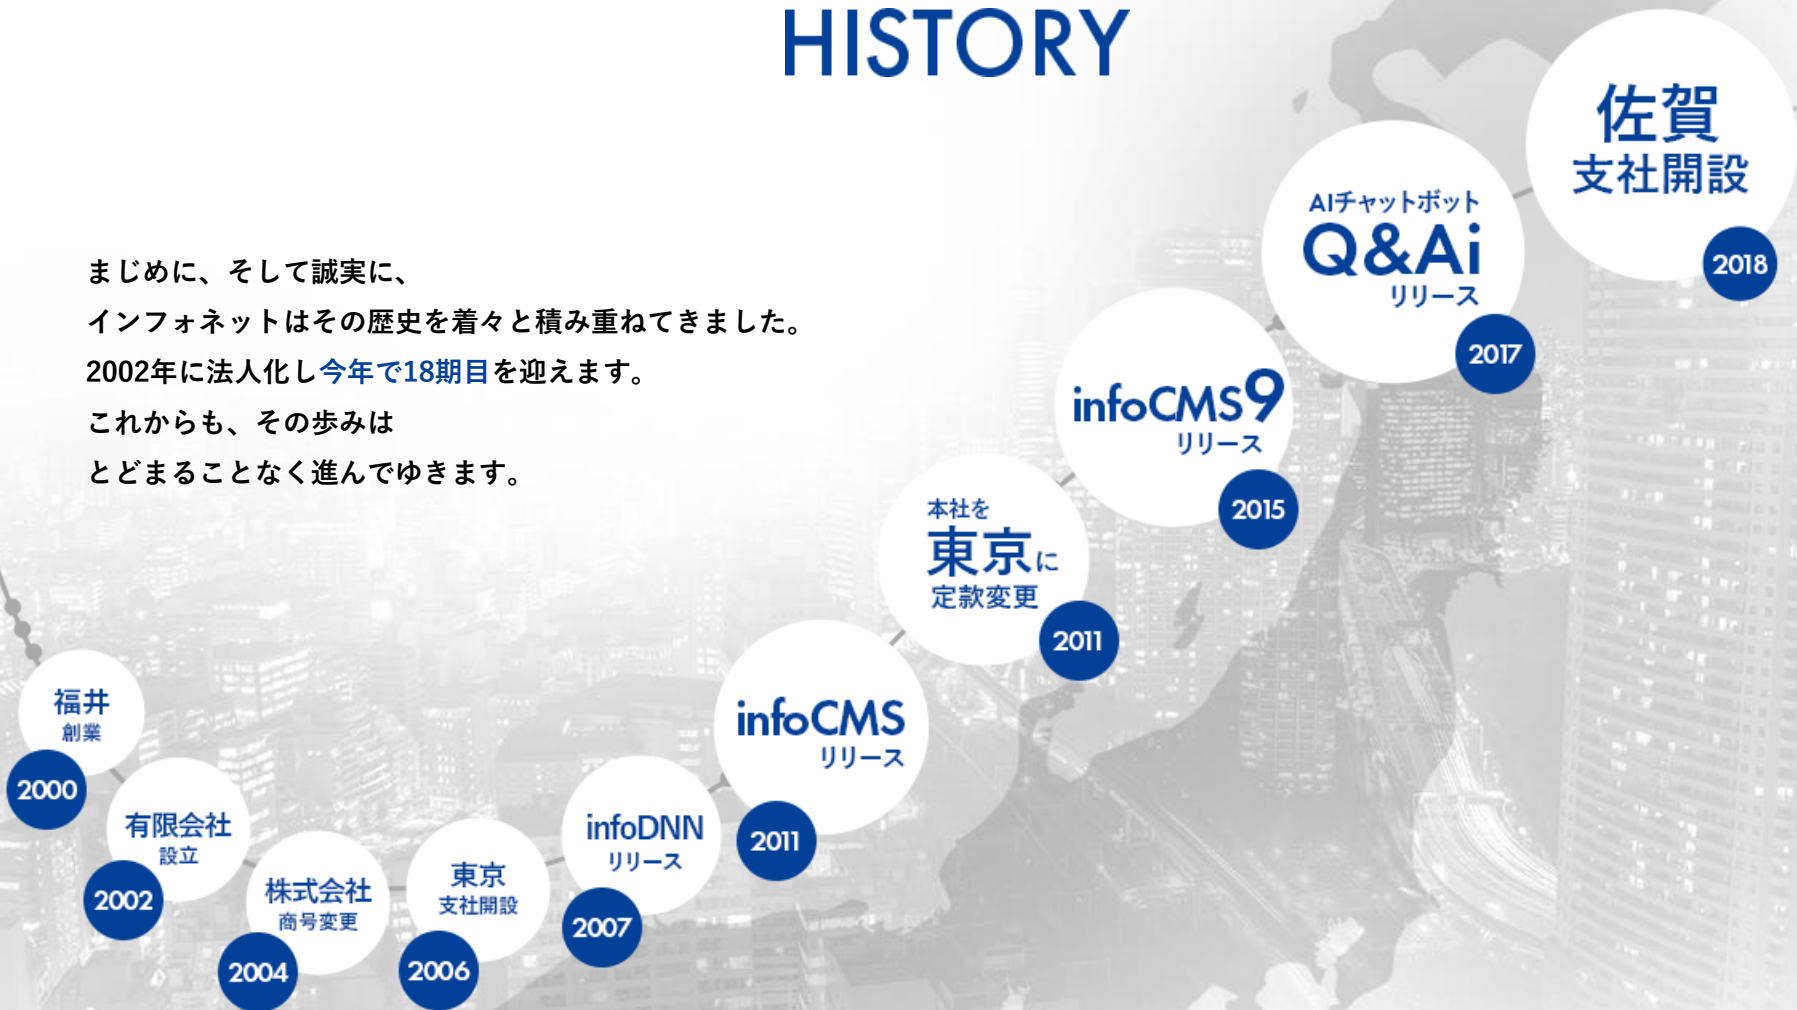 HISTORY
まじめに、そして誠実に、
インフォネットはその歴史を着々と積み重ねてきました。
2002年に法人化し今年で18期目を迎えます。
これからも、その歩みは
とどまることなく進んでゆきます。
福井
創業
2000
有限会社
設立
2002
株式会社
商号変更
2004
東京
支社開設
2006
infoDNN
リリース
2007
infoCMS
リリース
2011
本社を
東京に
定款変更
2011
infoCMS9
リリース
2015
AIチャットボット
Q&Ai
リリース
2017
佐賀
支社開設
2018